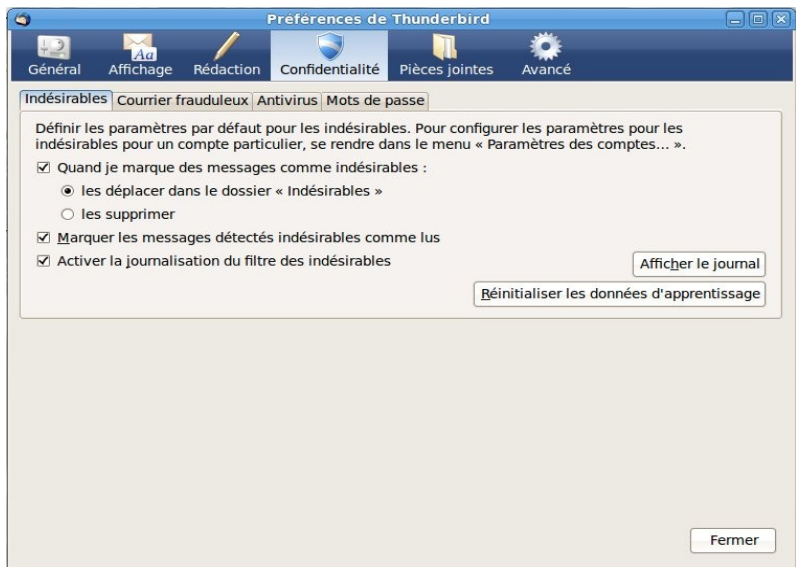 Préférences de Thunderbird
Général Affichage Rédaction Confidentialité Pièces jointes Avancé
Indésirables Courrier frauduleux Antivirus Mots de passe
Définir les paramètres par défaut pour les indésirables. Pour configurer les paramètres pour les
indésirables pour un compte particulier, se rendre dans le menu « Paramètres des comptes... ».
Quand je marque des messages comme indésirables :
les déplacer dans le dossier « Indésirables »
les supprimer
Marquer les messages détectés indésirables comme lus
Activer la journalisation du filtre des indésirables
Afficher le journal
Réinitialiser les données d'apprentissage
Fermer